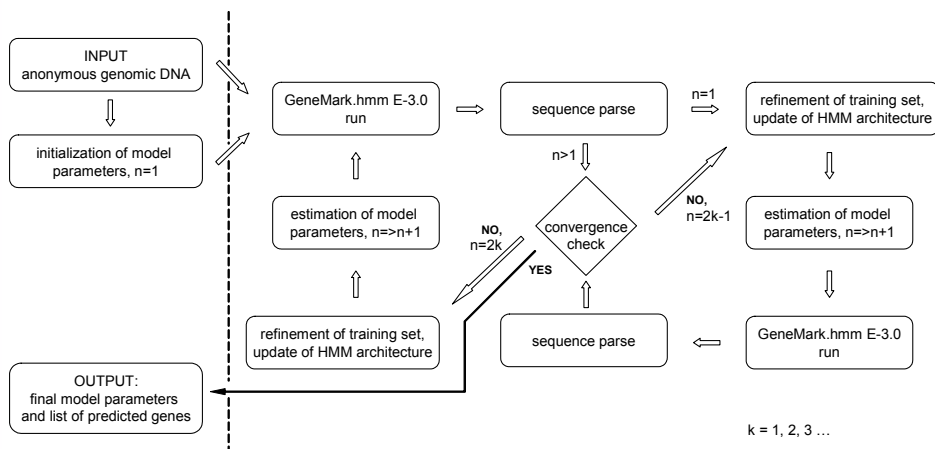 INPUT
anonymous genomic DNA
initialization of model
parameters, n=1
GeneMark.hmm E-3.0
run
sequence parse
n=1
refinement of training set,
update of HMM architecture
n>1
estimation of model
parameters, n=>n+1
NO,
n=2k
convergence
check
YES
NO,
n=2k-1
estimation of model
parameters, n=>n+1
refinement of training set,
update of HMM architecture
sequence parse
GeneMark.hmm E-3.0
run
OUTPUT:
final model parameters
and list of predicted genes
k = 1, 2, 3 ...